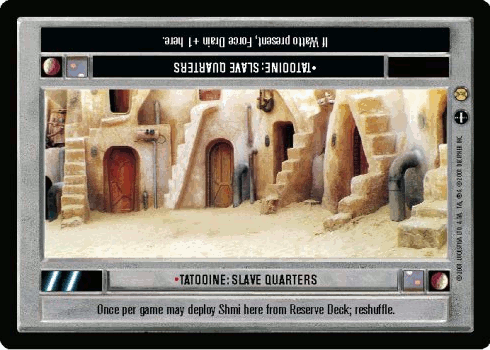 If Watto present, Force Drain +1 here.
•TATOOINE: SLAVE QUARTERS
•TATOOINE: SLAVE QUARTERS
Once per game may deploy Shmi here from Reserve Deck; reshuffle.